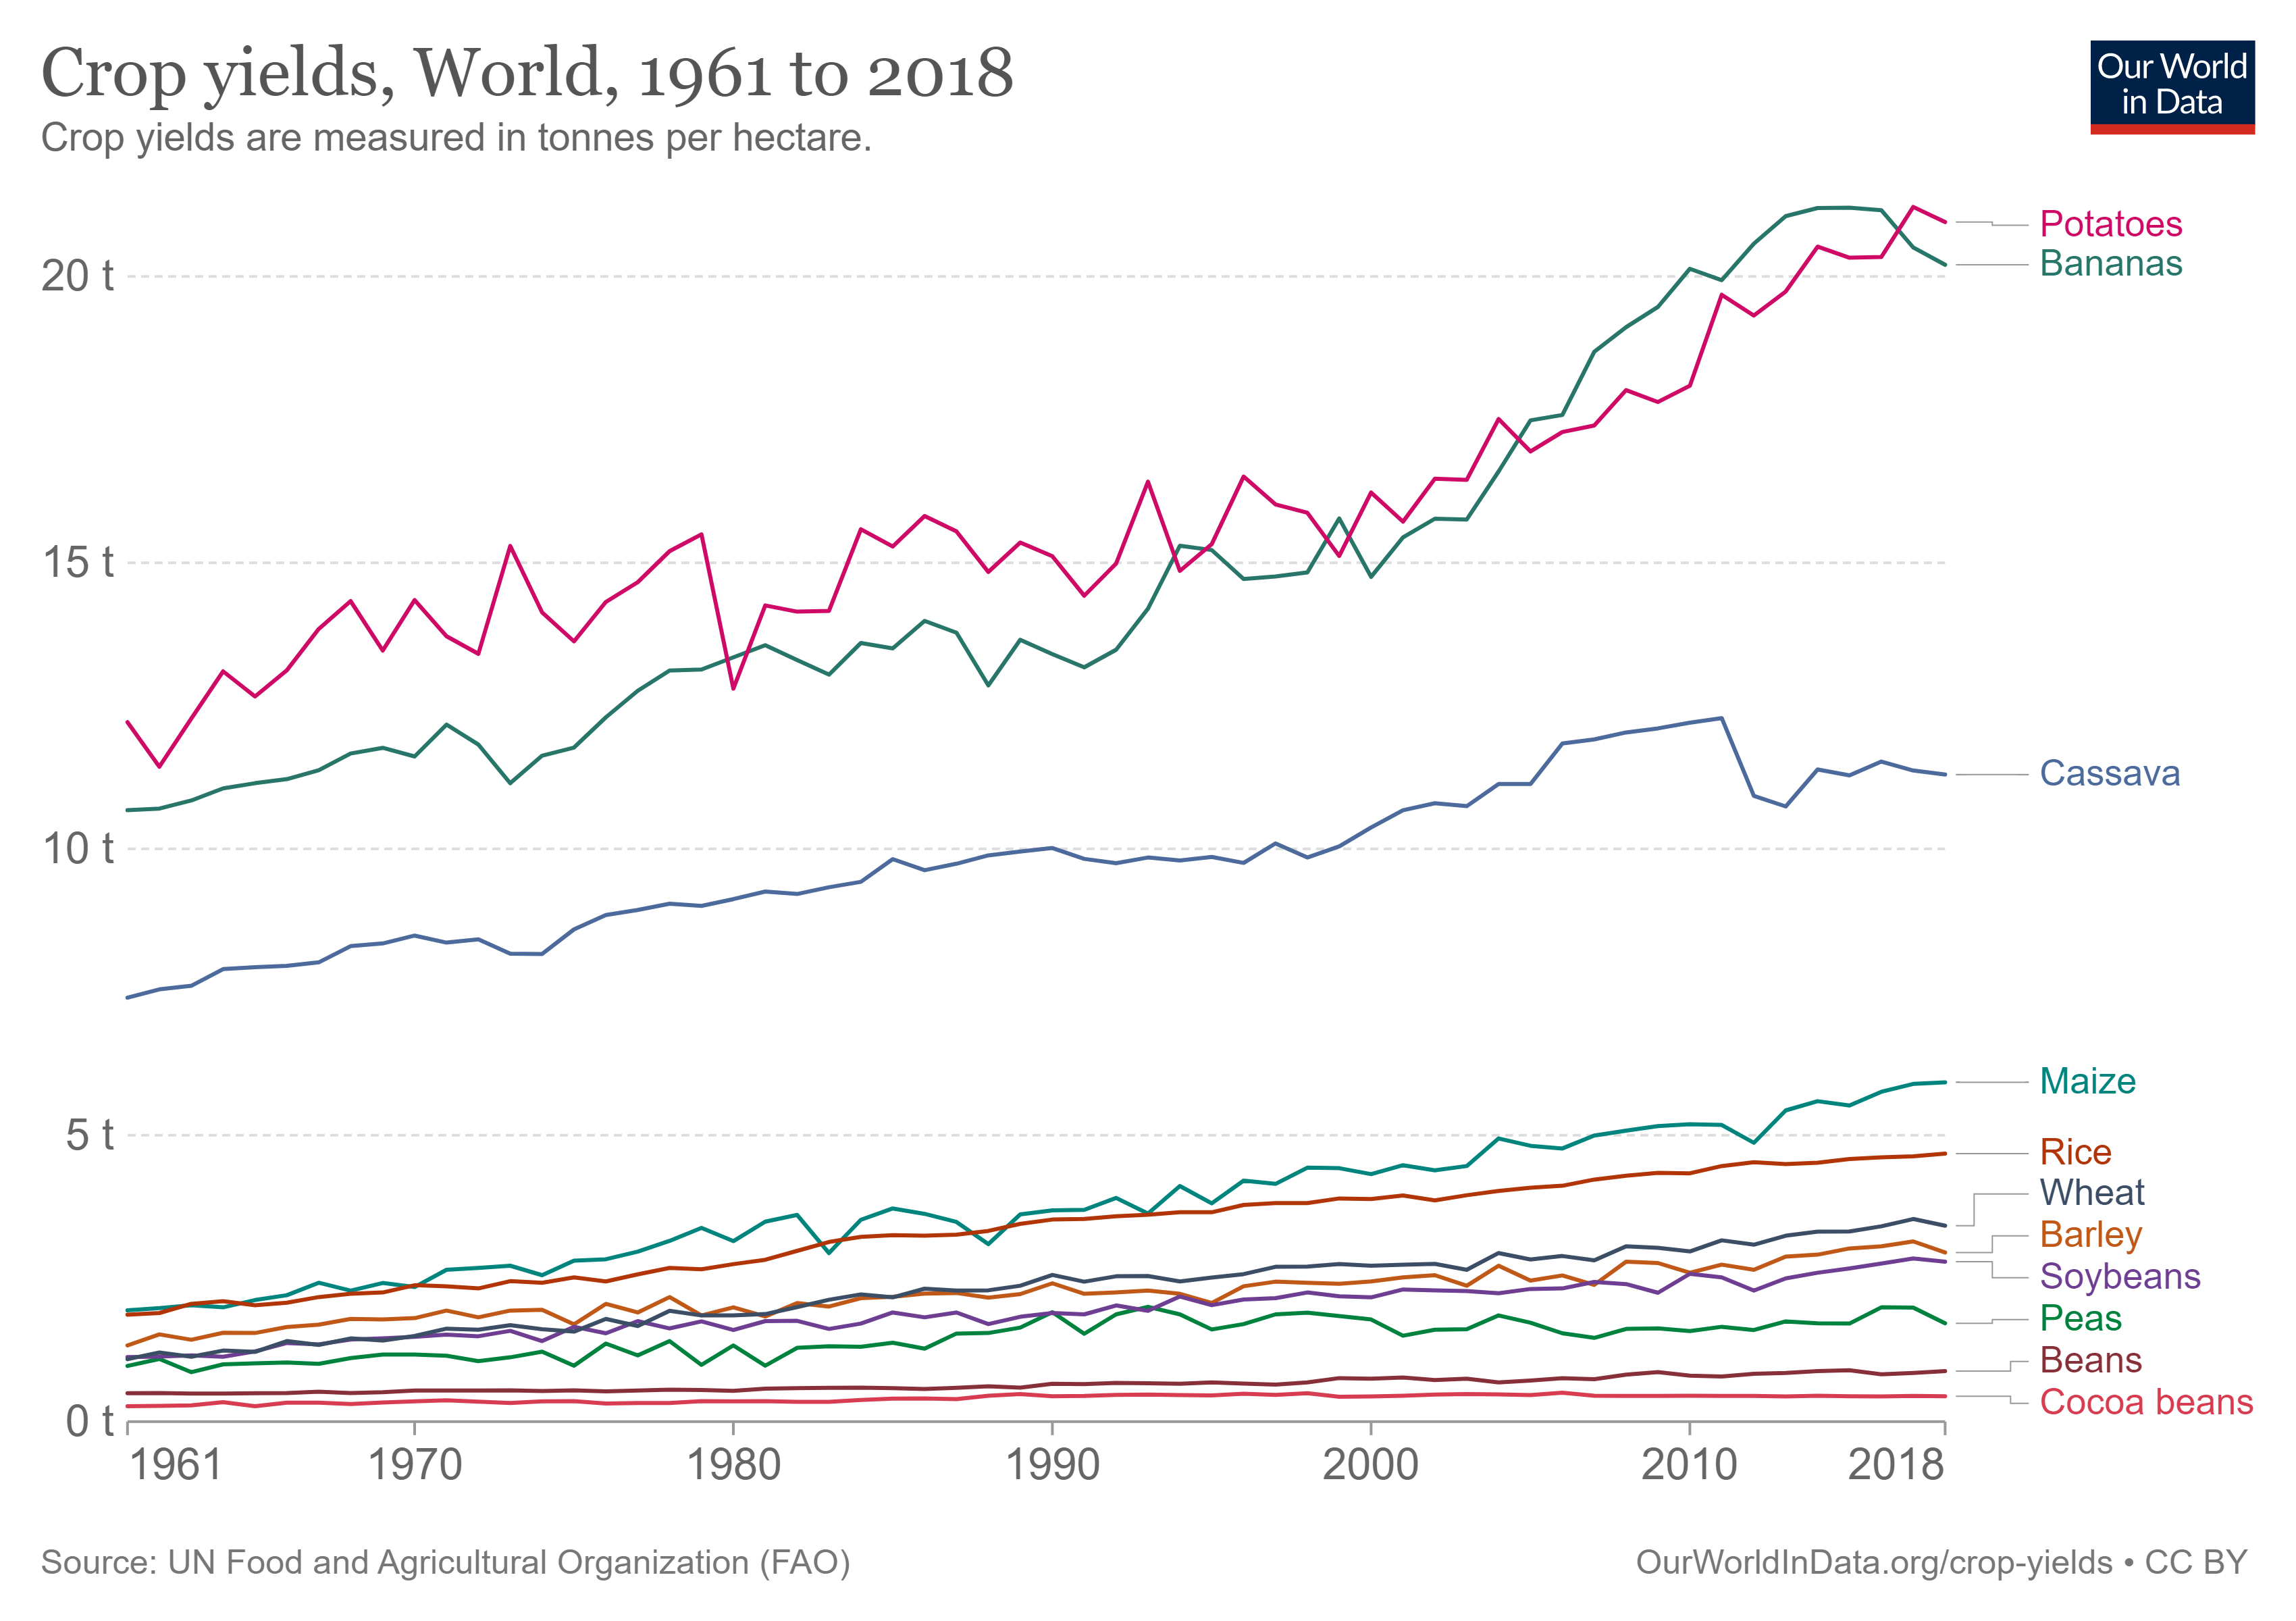 Crop yields, World, 1961 to 2018
Crop yields are measured in tonnes per hectare.
Our World
in Data
20 t
15 t
10 t
5 t
0 t
Potatoes
Bananas
Cassava
Maize
Rice
Wheat
Barley
Soybeans
Peas
Beans
Cocoa beans
1961 1970 1980 1990 2000 2010 2018
Source: UN Food and Agricultural Organization (FAO)
OurWorldInData.org/crop-yields • CC BY